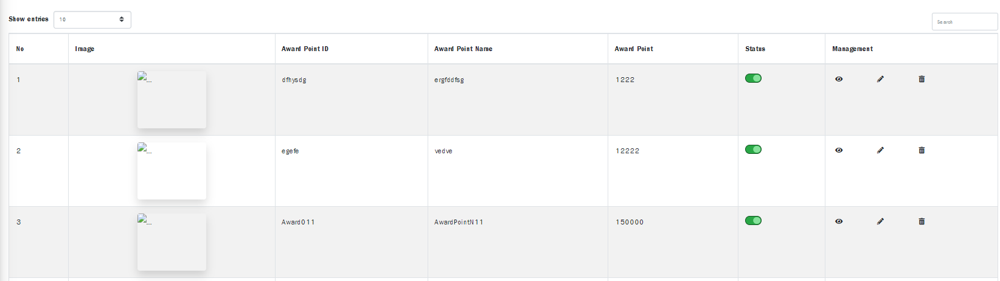 Show entries 10 Search
No Image Award Point ID Award Point Name Award Point Status Management
1 ... dfhysdg ergfddfsg 1222
2 ... egefe vedve 12222
3 ... Award011 AwardPointN11 150000